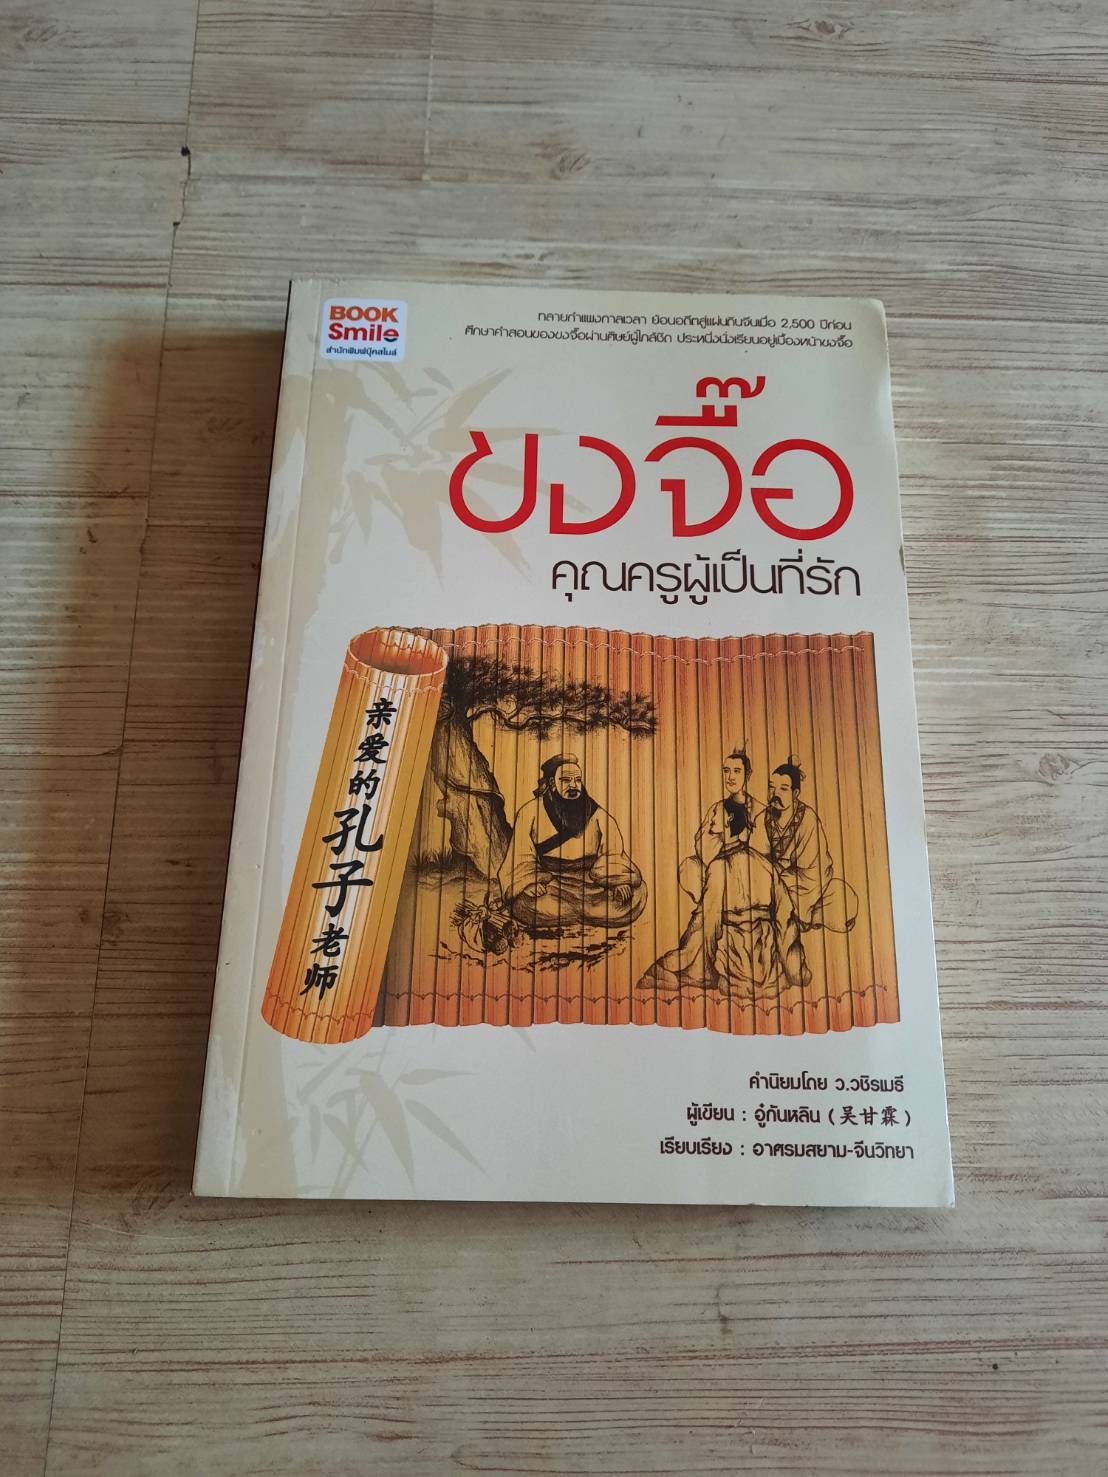 BOOK
Smile
สำนักพิมพ์บุ๊คสไมล์
ทลายกำแพงกาลเวลา ย้อนอดีตสู่แผ่นดินจีนเมื่อ 2,500 ปีก่อน
ศึกษาคำสอนของขงจื๊อผ่านศิษย์ผู้ใกล้ชิด ประหนึ่งนั่งเรียนอยู่เบื้องหน้าขงจื๊อ
ขงจื๊อ
คุณครูผู้เป็นที่รัก
亲爱的孔子老师
คำนิยมโดย ว.วชิรเมธี
ผู้เขียน : อู๋กันหลิน (吴甘霖)
เรียบเรียง : อาศรมสยาม-จีนวิทยา